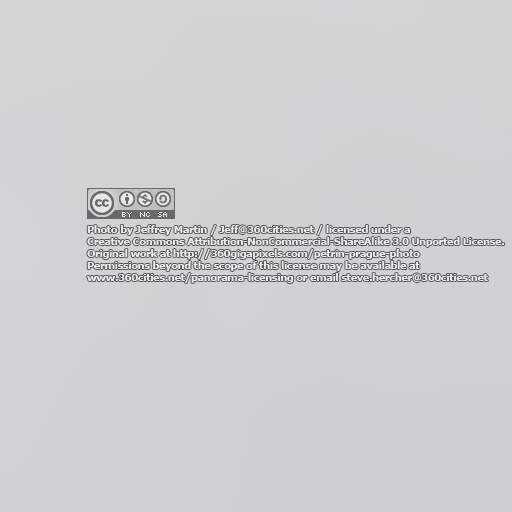 cc BY NC SA
Photo by Jeffrey Martin / Jeff@360cities.net / licensed under a
Creative Commons Attribution-NonCommercial-ShareAlike 3.0 Unported License.
Original work at http://360gigapixels.com/petrin-prague-photo
Permissions beyond the scope of this license may be available at
www.360cities.net/panorama-licensing or email steve.hercher@360cities.net